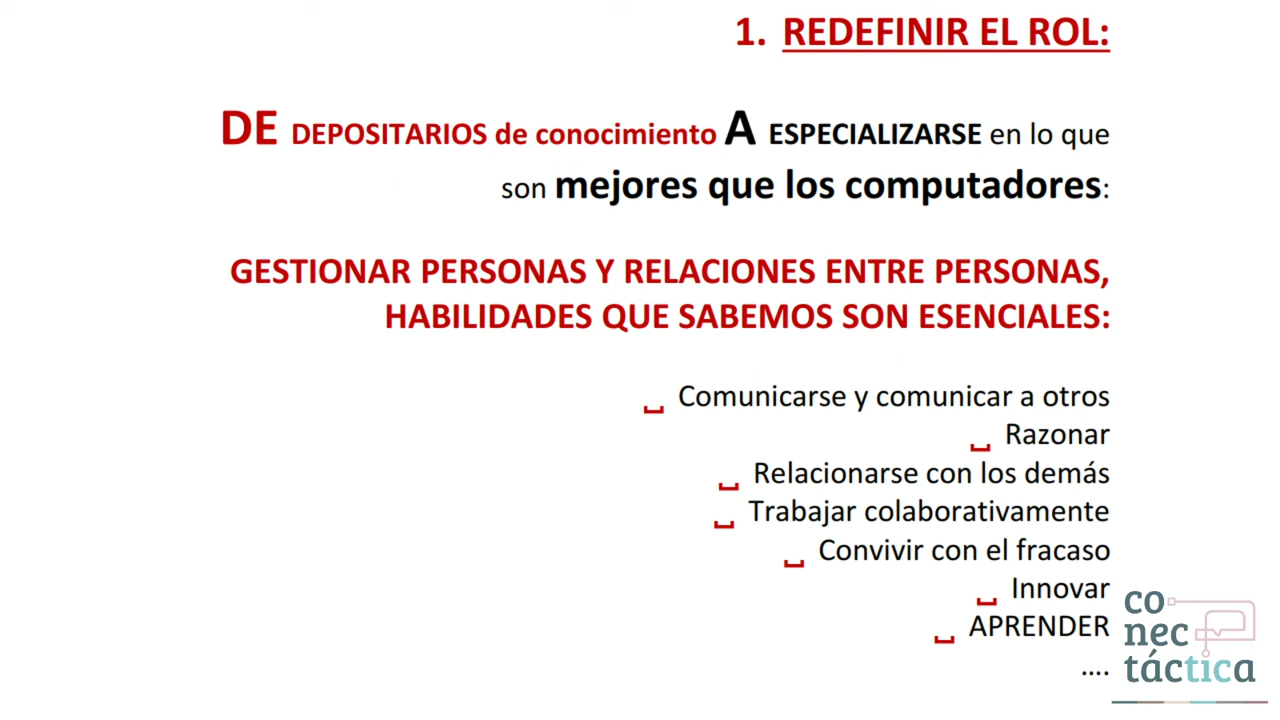 1. REDEFINIR EL ROL:
DE DEPOSITARIOS de conocimiento A ESPECIALIZARSE en lo que
son mejores que los computadores:
GESTIONAR PERSONAS Y RELACIONES ENTRE PERSONAS,
HABILIDADES QUE SABEMOS SON ESENCIALES:
␣ Comunicarse y comunicar a otros
␣ Razonar
␣ Relacionarse con los demás
␣ Trabajar colaborativamente
␣ Convivir con el fracaso
␣ Innovar
␣ APRENDER
....
co
nec
táctica